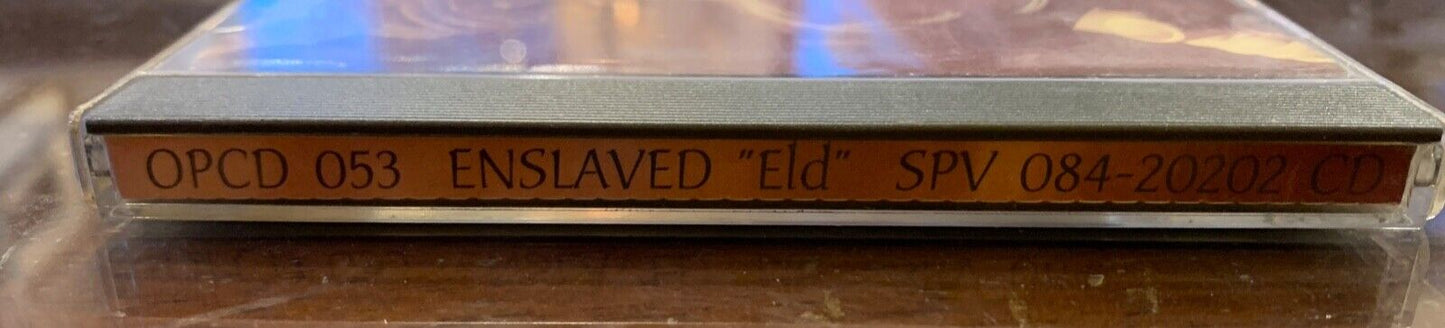 OPCD 053 ENSLAVED "Eld" SPV 084-20202 CD